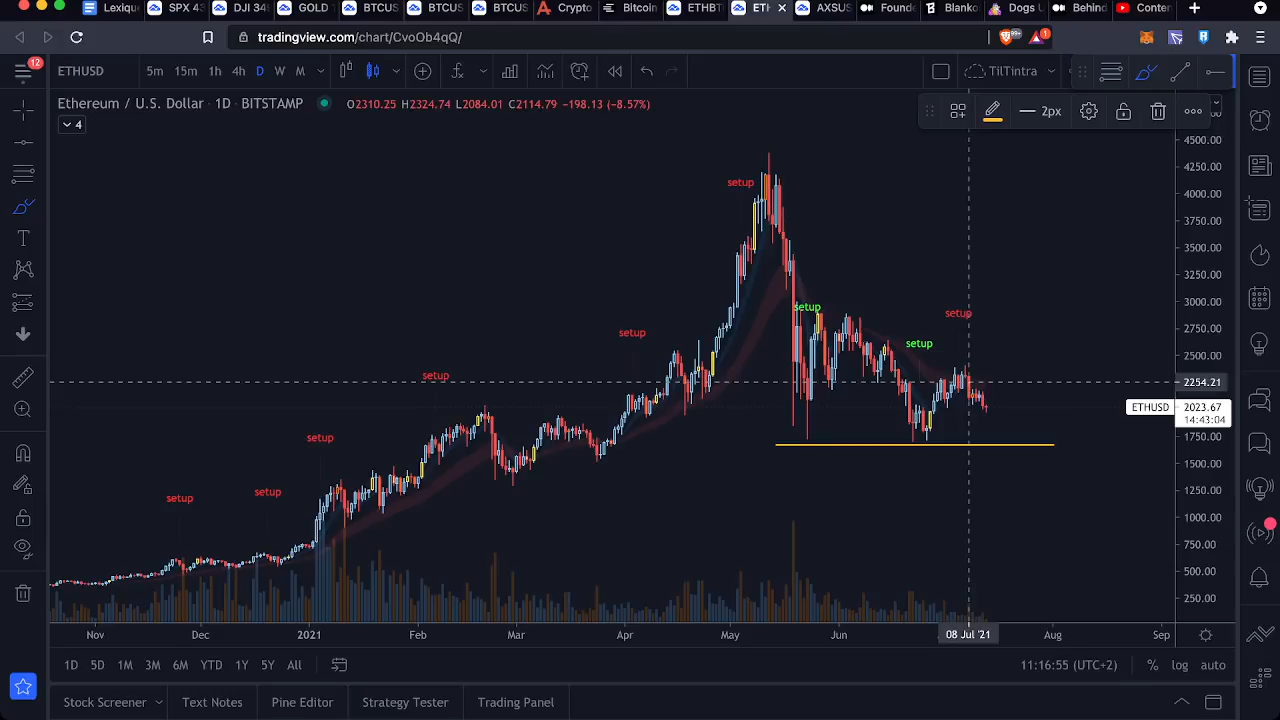 Lexique
SPX 43
DJI 345
GOLD 1
BTCUS
BTCUS
BTCUS
Crypto
Bitcoin
ETHBT
ETH
AXSUS
Founde
Blanko
Dogs U
Behind
Conten
tradingview.com/chart/CvoOb4qQ/
99+
1
12
ETHUSD
5m 15m 1h 4h D W M
TilTintra
Ethereum / U.S. Dollar · 1D · BITSTAMP
O2310.25 H2324.74 L2084.01 C2114.79 −198.13 (−8.57%)
4
2px
4500.00
4250.00
4000.00
3750.00
3500.00
3250.00
3000.00
2750.00
2500.00
2254.21
ETHUSD
2023.67
14:43:04
1750.00
1500.00
1250.00
1000.00
750.00
500.00
250.00
setup
setup
setup
setup
setup
setup
setup
setup
setup
Nov
Dec
2021
Feb
Mar
Apr
May
Jun
08 Jul '21
Aug
Sep
1D 5D 1M 3M 6M YTD 1Y 5Y All
11:16:55 (UTC+2)
% log auto
Stock Screener
Text Notes
Pine Editor
Strategy Tester
Trading Panel